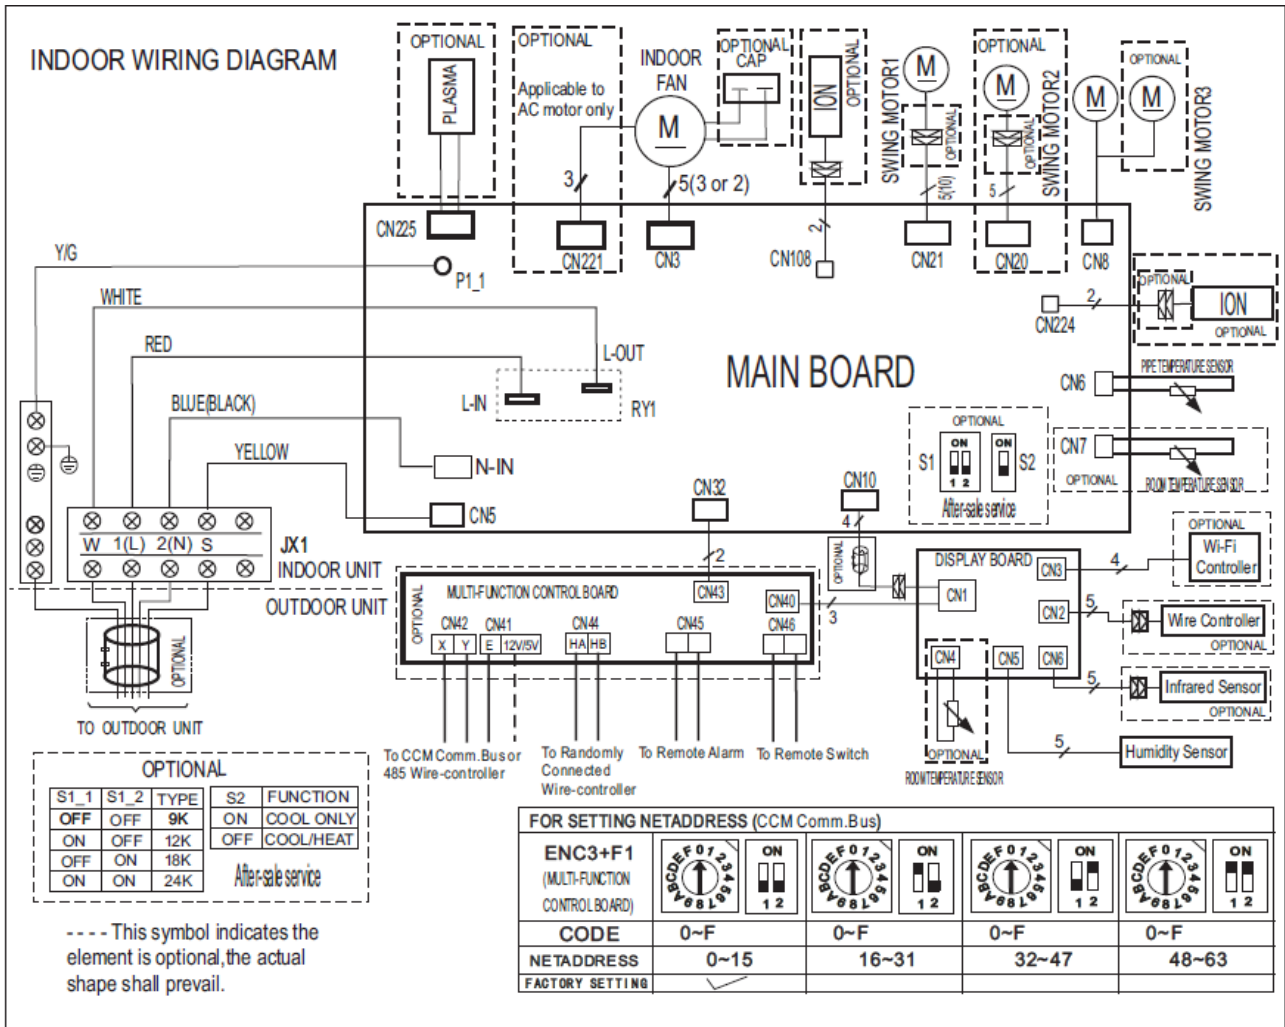 INDOOR WIRING DIAGRAM
OPTIONAL
PLASMA
CN225
OPTIONAL
Applicable to
AC motor only
3
CN221
INDOOR
FAN
M
5(3 or 2)
CN3
OPTIONAL
CAP
ION
OPTIONAL
2
CN108
SWING MOTOR1
M
OPTIONAL
5(10)
CN21
OPTIONAL
M
SWING MOTOR2
OPTIONAL
5
CN20
M
OPTIONAL
M
SWING MOTOR3
CN8
Y/G
P1_1
WHITE
RED
BLUE(BLACK)
YELLOW
L-OUT
L-IN
RY1
N-IN
CN5
MAIN BOARD
CN224
2
OPTIONAL
ION
OPTIONAL
CN6
PIPE TEMPERATURE SENSOR
CN7
OPTIONAL
ROOM TEMPERATURE SENSOR
OPTIONAL
S1
ON
1 2
ON
S2
After-sale service
CN32
2
CN10
4
OPTIONAL
W 1(L) 2(N) S
JX1
INDOOR UNIT
OUTDOOR UNIT
OPTIONAL
TO OUTDOOR UNIT
OPTIONAL
MULTI-FUNCTION CONTROL BOARD
CN43
CN40
3
CN42
X Y
CN41
E 12V/5V
CN44
HA HB
CN45
CN46
To CCM Comm.Bus or
485 Wire-controller
To Randomly
Connected
Wire-controller
To Remote Alarm
To Remote Switch
DISPLAY BOARD
CN1
CN3
CN2
CN4
CN5
CN6
4
OPTIONAL
Wi-Fi
Controller
5
Wire Controller
OPTIONAL
5
Infrared Sensor
OPTIONAL
5
Humidity Sensor
OPTIONAL
ROOM TEMPERATURE SENSOR
OPTIONAL
S1_1 S1_2 TYPE
OFF OFF 9K
ON OFF 12K
OFF ON 18K
ON ON 24K
S2 FUNCTION
ON COOL ONLY
OFF COOL/HEAT
After-sale service
- - - - This symbol indicates the
element is optional,the actual
shape shall prevail.
FOR SETTING NETADDRESS (CCM Comm.Bus)
ENC3+F1
(MULTI-FUNCTION
CONTROL BOARD)
0123456789ABCDEF
ON
1 2
0123456789ABCDEF
ON
1 2
0123456789ABCDEF
ON
1 2
0123456789ABCDEF
ON
1 2
CODE 0~F 0~F 0~F 0~F
NETADDRESS 0~15 16~31 32~47 48~63
FACTORY SETTING